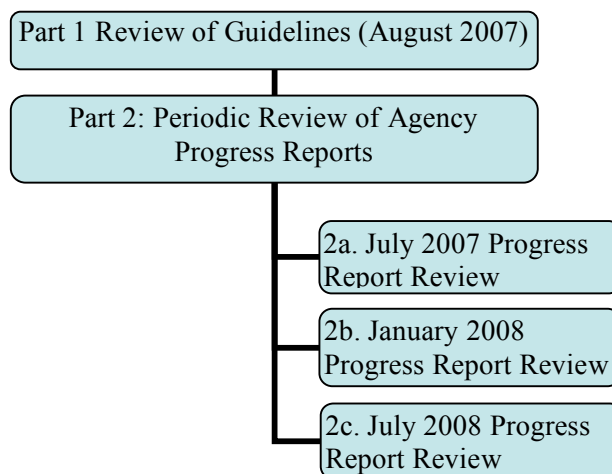 Part 1 Review of Guidelines (August 2007)
Part 2: Periodic Review of Agency
Progress Reports
2a. July 2007 Progress
Report Review
2b. January 2008
Progress Report Review
2c. July 2008 Progress
Report Review